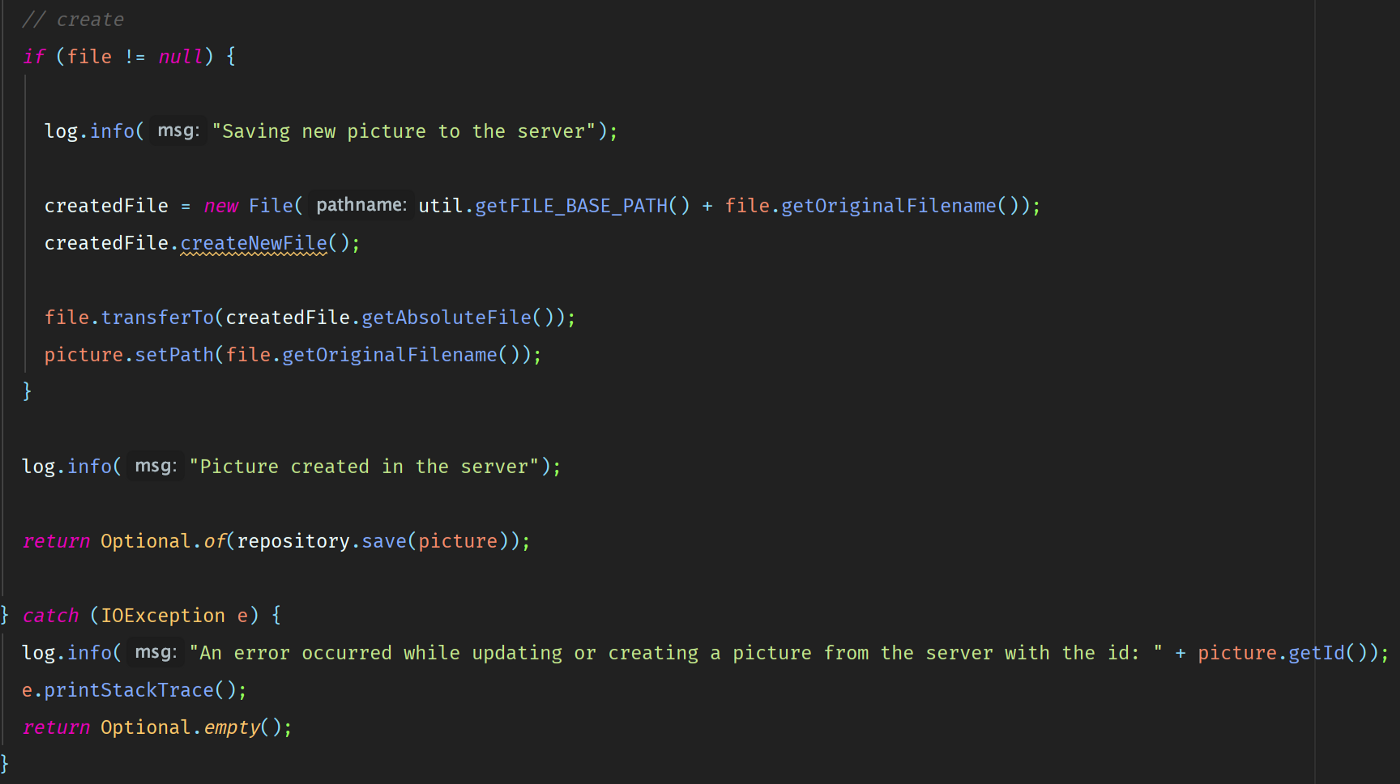 // create
if (file != null) {
log.info( msg: "Saving new picture to the server");
createdFile = new File( pathname: util.getFILE_BASE_PATH() + file.getOriginalFilename());
createdFile.createNewFile();
file.transferTo(createdFile.getAbsoluteFile());
picture.setPath(file.getOriginalFilename());
}
log.info( msg: "Picture created in the server");
return Optional.of(repository.save(picture));
} catch (IOException e) {
log.info( msg: "An error occurred while updating or creating a picture from the server with the id: " + picture.getId());
e.printStackTrace();
return Optional.empty();
}